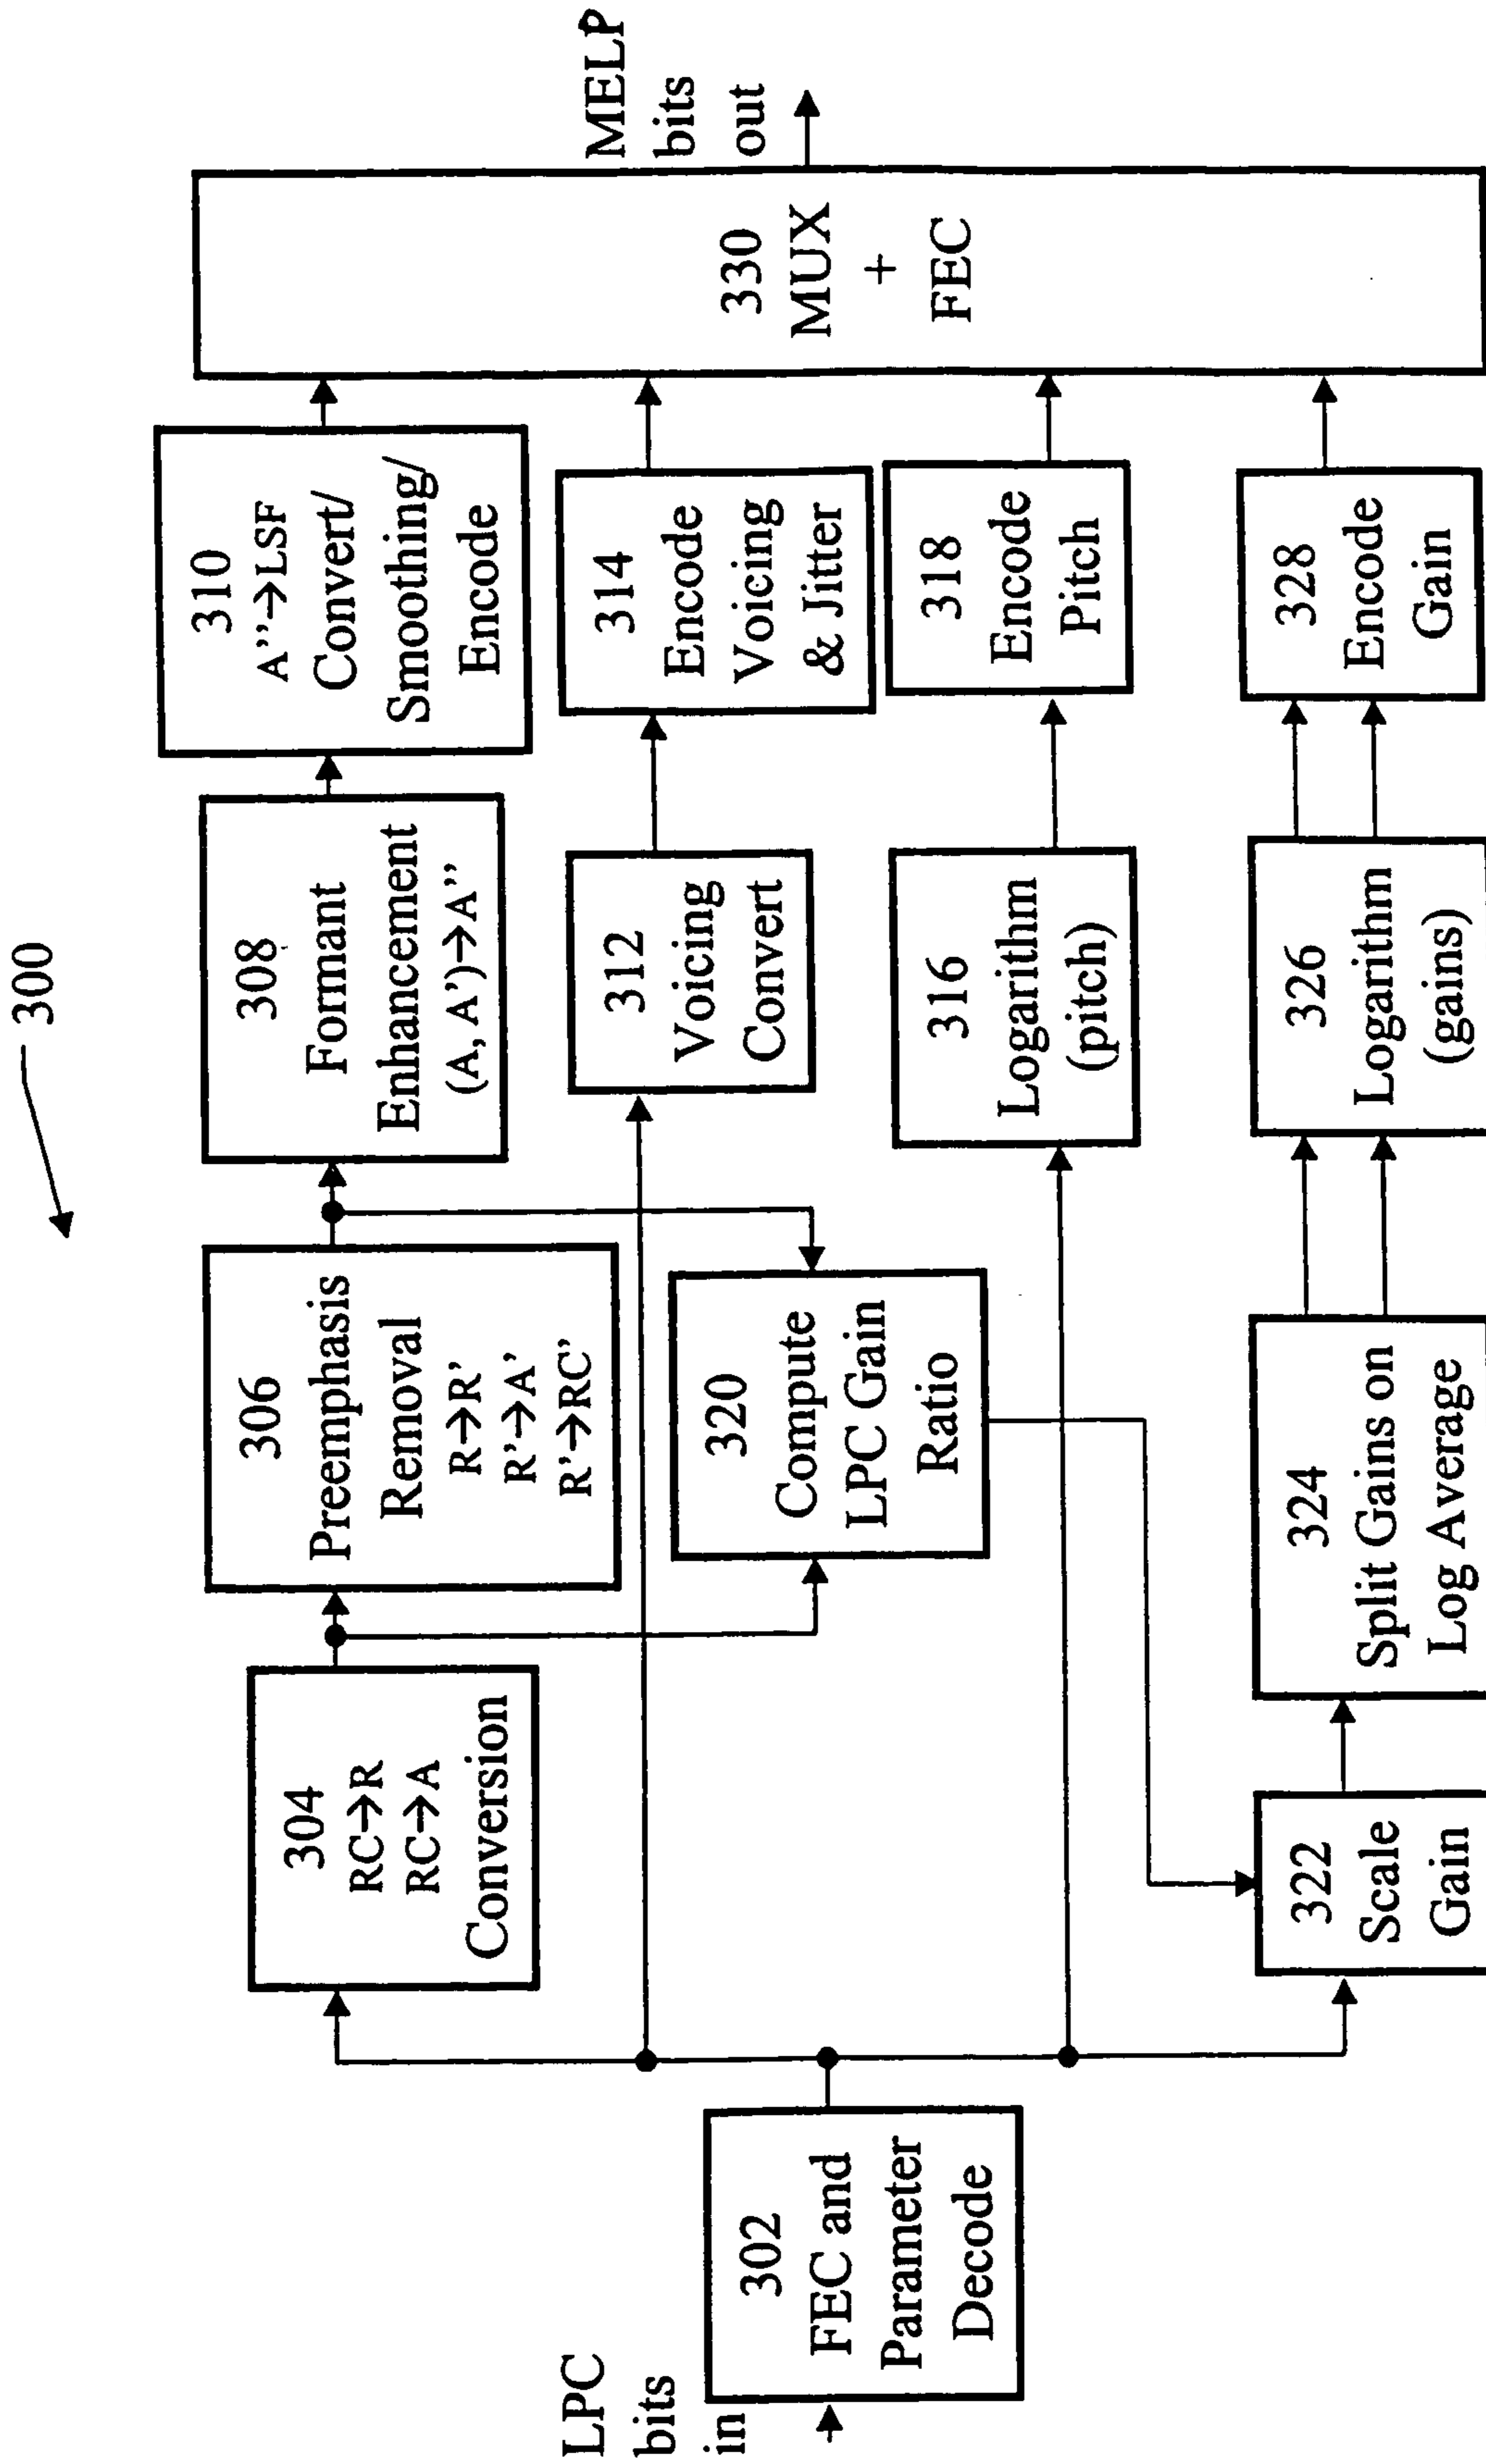 300
LPC
bits
in
302
FEC and
Parameter
Decode
304
RC→R
RC→A
Conversion
306
Preemphasis
Removal
R→R'
R'→A'
R'→RC'
308
Formant
Enhancement
(A, A')→A''
310
A''→LSF
Convert/
Smoothing/
Encode
312
Voicing
Convert
314
Encode
Voicing
& Jitter
316
Logarithm
(pitch)
318
Encode
Pitch
320
Compute
LPC Gain
Ratio
322
Scale
Gain
324
Split Gains on
Log Average
326
Logarithm
(gains)
328
Encode
Gain
330
MUX
+
FEC
MELP
bits
out